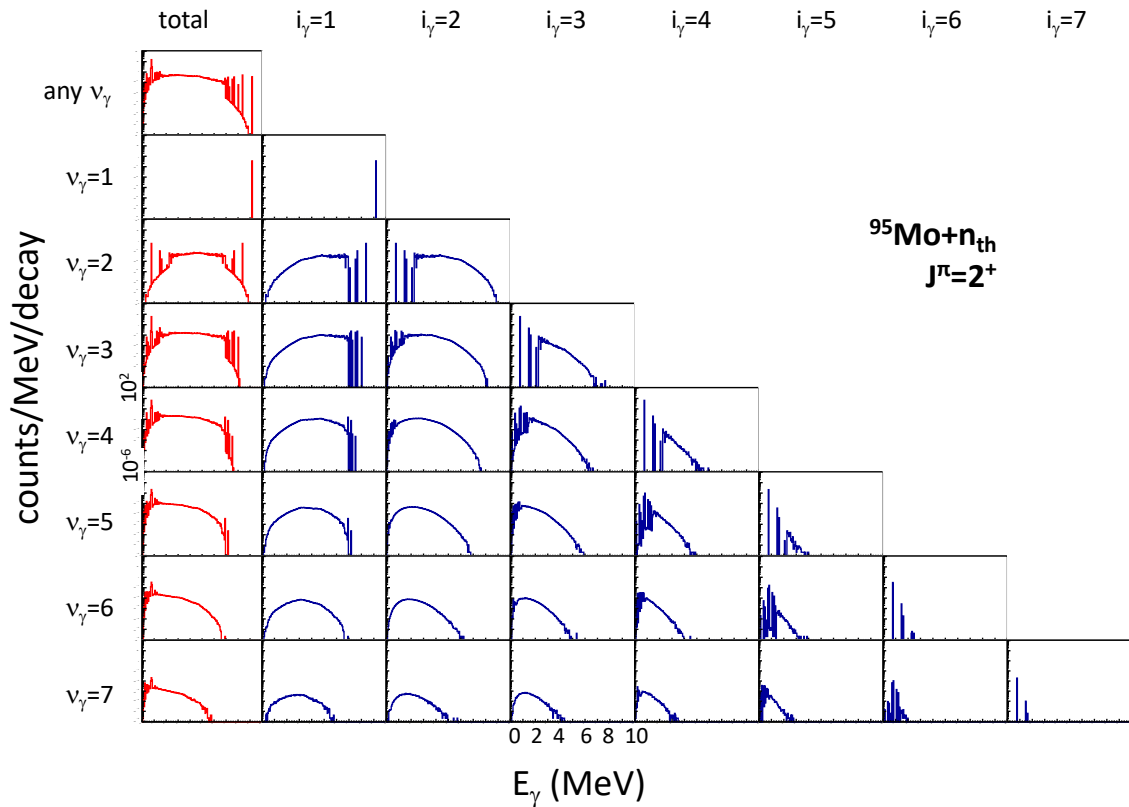 total iγ=1 iγ=2 iγ=3 iγ=4 iγ=5 iγ=6 iγ=7
any νγ
νγ=1
νγ=2
νγ=3
νγ=4
νγ=5
νγ=6
νγ=7
counts/MeV/decay
10²
10⁻⁶
⁹⁵Mo+nth
Jπ=2⁺
0 2 4 6 8 10
Eγ (MeV)